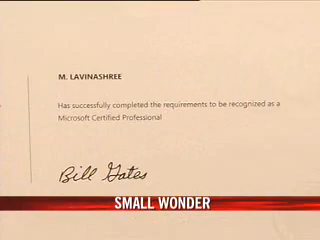 M. LAVINASHREE
Has successfully completed the requirements to be recognized as a
Microsoft Certified Professional
Bill Gates
SMALL WONDER